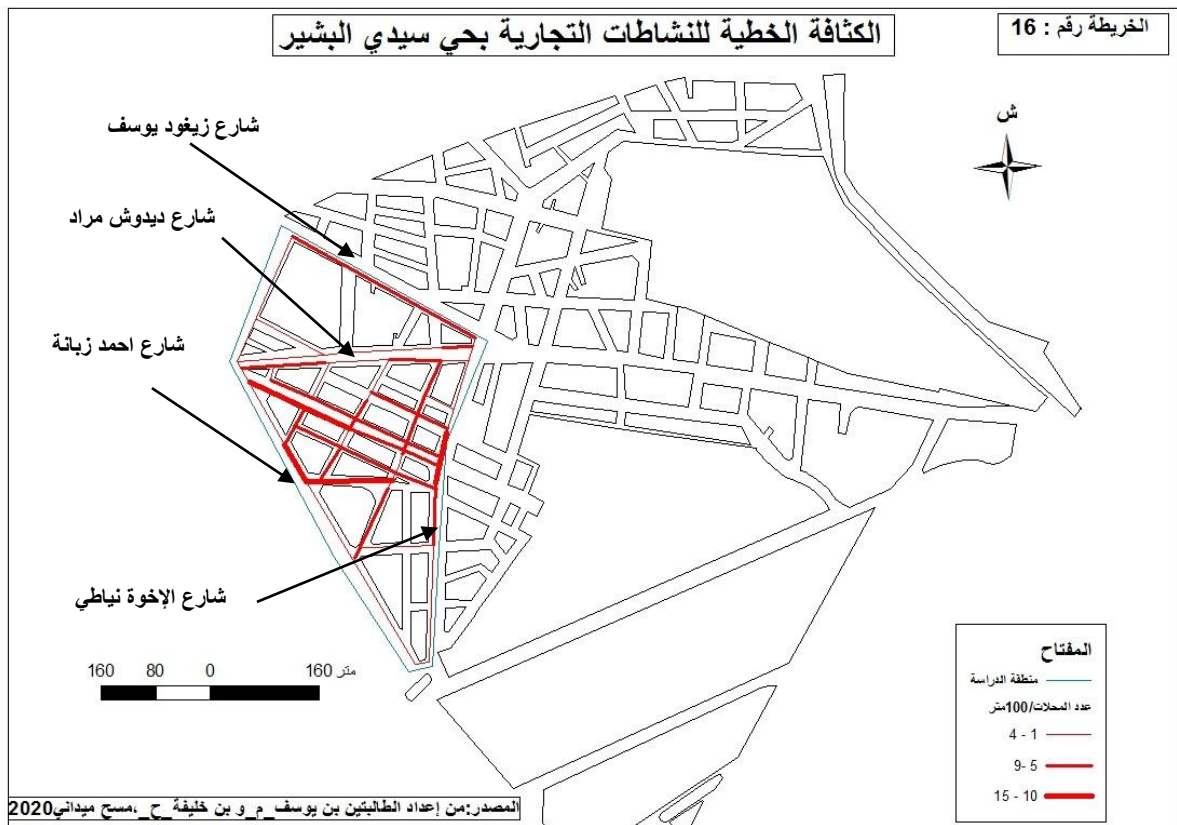 الخريطة رقم : 16
الكثافة الخطية للنشاطات التجارية بحي سيدي البشير
ش
شارع زيغود يوسف
شارع ديدوش مراد
شارع احمد زبانة
شارع الإخوة نياطي
160 80 0 160 متر
المفتاح
منطقة الدراسة
عدد المحلات/100متر
4 - 1
9- 5
15 - 10
المصدر:من إعداد الطالبتين بن يوسف_م_و بن خليفة_ح_،مسح ميداني2020